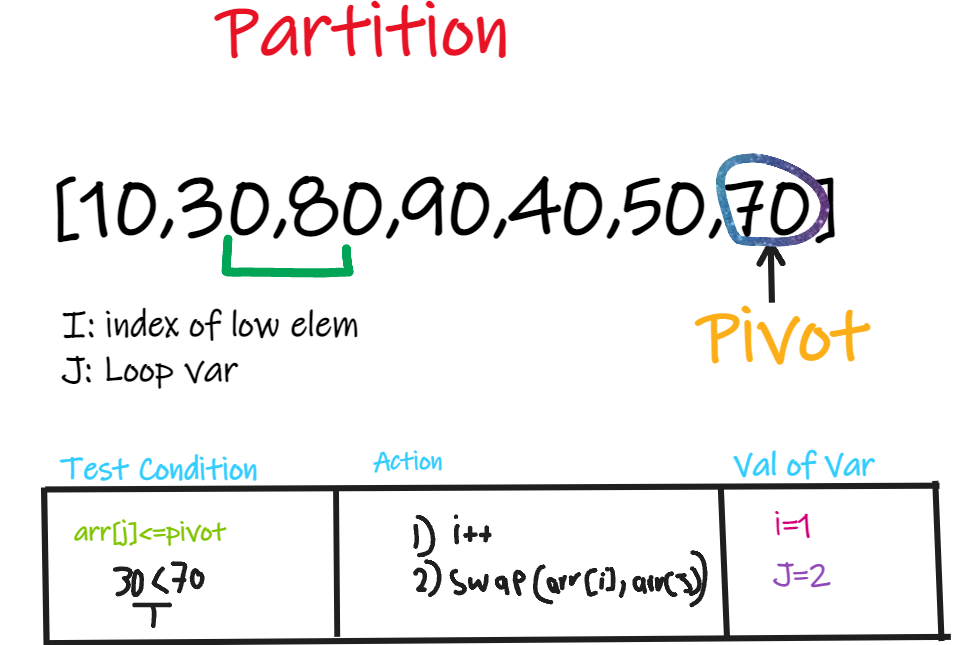 Partition
[10,30,80,90,40,50,70]
I: index of low elem
J: Loop var
Pivot
Test Condition
Action
Val of Var
arr[j]<=pivot
30<70
T
1) i++
2) Swap(arr[i], arr[j])
i=1
J=2